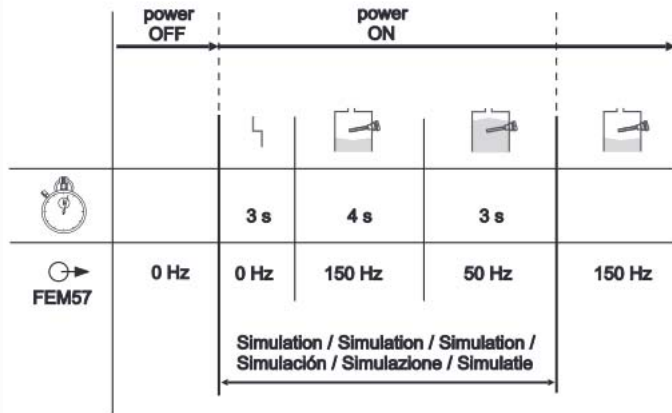 power
OFF
power
ON
3 s 4 s 3 s
0 Hz 0 Hz 150 Hz 50 Hz 150 Hz
FEM57
Simulation / Simulation / Simulation /
Simulación / Simulazione / Simulatie